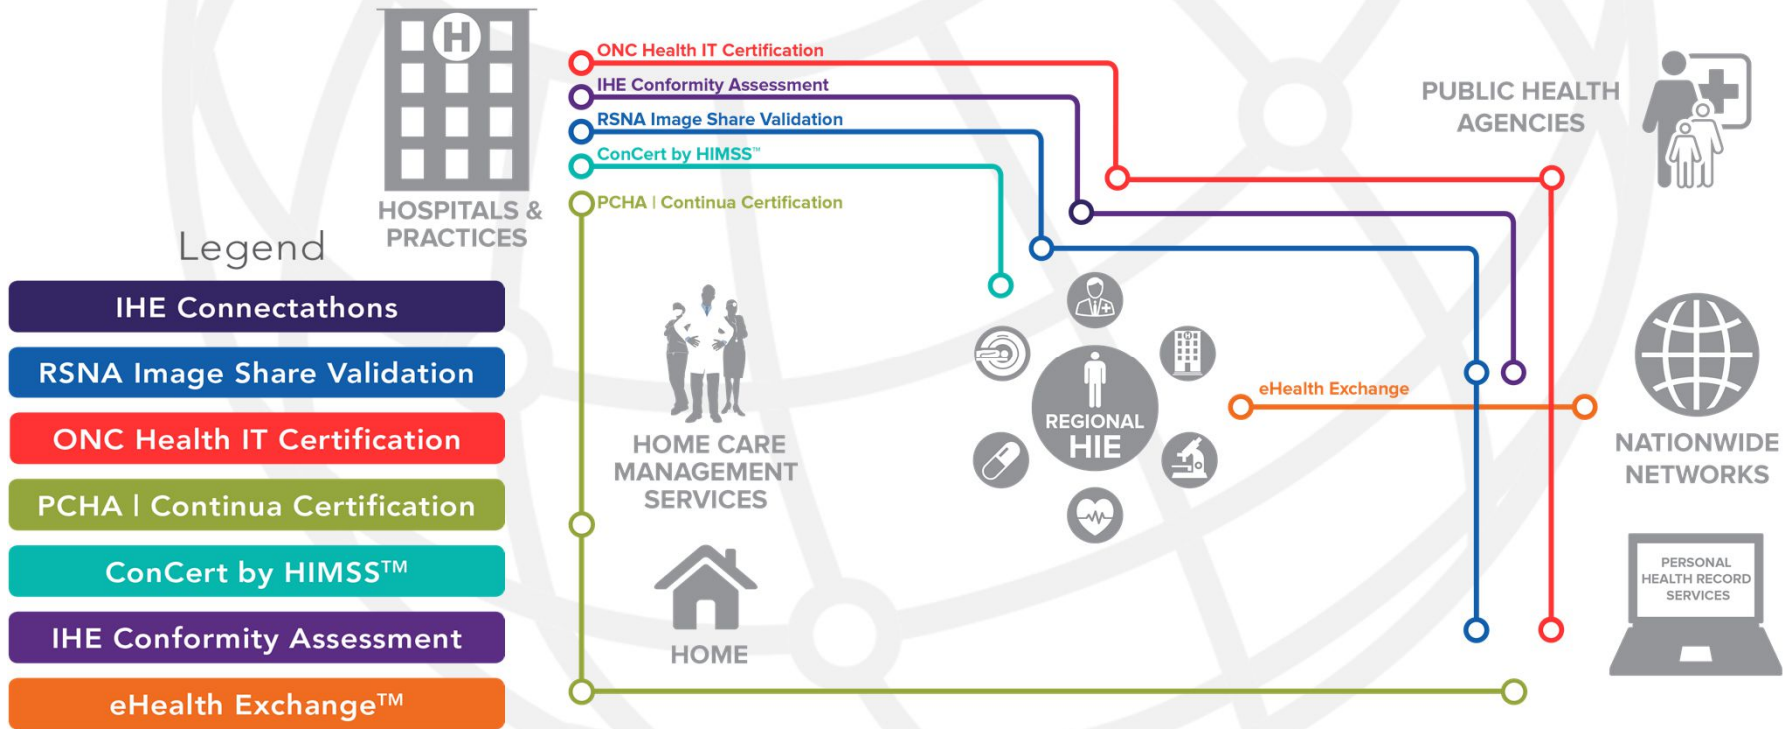 H
HOSPITALS &
PRACTICES
ONC Health IT Certification
IHE Conformity Assessment
RSNA Image Share Validation
ConCert by HIMSS™
PCHA | Continua Certification
PUBLIC HEALTH
AGENCIES
Legend
IHE Connectathons
RSNA Image Share Validation
ONC Health IT Certification
PCHA | Continua Certification
ConCert by HIMSS™
IHE Conformity Assessment
eHealth Exchange™
HOME CARE
MANAGEMENT
SERVICES
HOME
H
REGIONAL
HIE
eHealth Exchange
NATIONWIDE
NETWORKS
PERSONAL
HEALTH RECORD
SERVICES